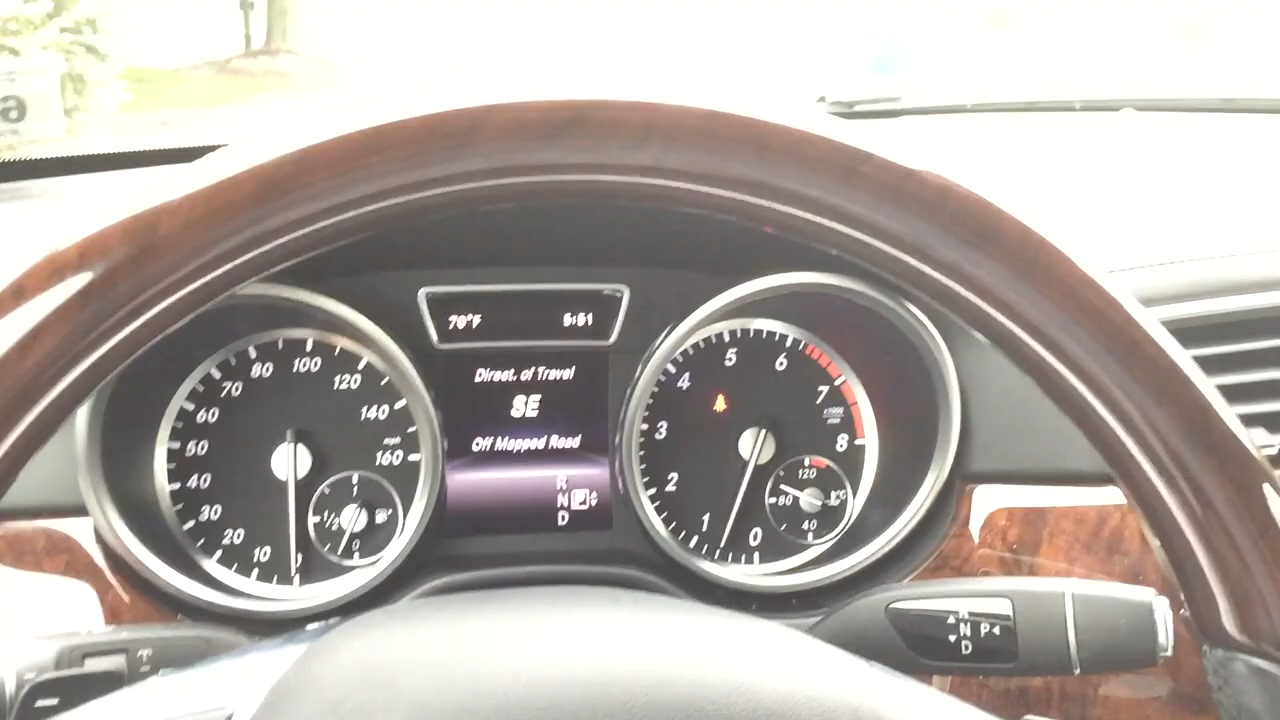 70°F 5:51
Direct. of Travel
SE
Off Mapped Road
R
N P
D
10 20 30 40 50 60 70 80 100 120 140 160
mph
1
1/2
0
0 1 2 3 4 5 6 7 8
x1000
120
80 °C
40
N P
D